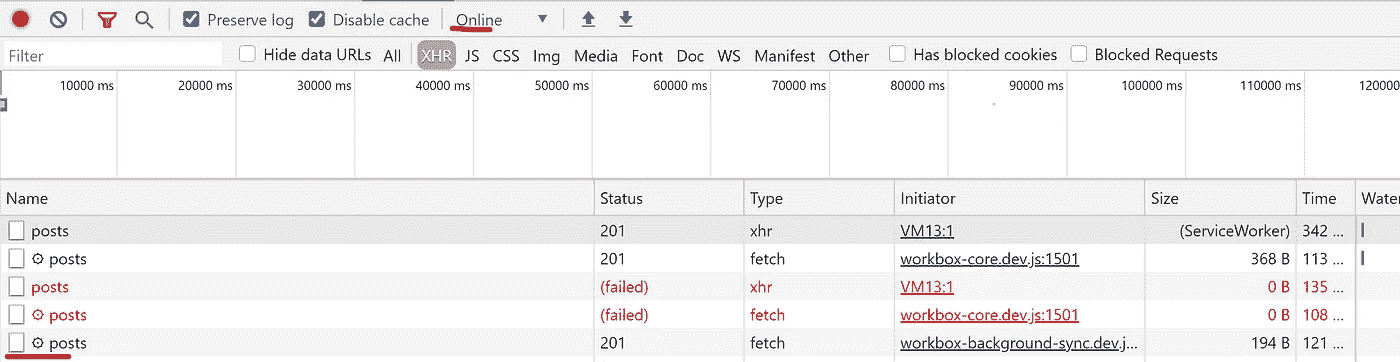 Preserve log Disable cache Online
Filter Hide data URLs All XHR JS CSS Img Media Font Doc WS Manifest Other Has blocked cookies Blocked Requests
10000 ms 20000 ms 30000 ms 40000 ms 50000 ms 60000 ms 70000 ms 80000 ms 90000 ms 100000 ms 110000 ms 120000
Name Status Type Initiator Size Time Water
posts 201 xhr VM13:1 (ServiceWorker) 342 ...
posts 201 fetch workbox-core.dev.js:1501 368 B 113 ...
posts (failed) xhr VM13:1 0 B 135 ...
posts (failed) fetch workbox-core.dev.js:1501 0 B 108 ...
posts 201 fetch workbox-background-sync.dev.j... 194 B 121 ...